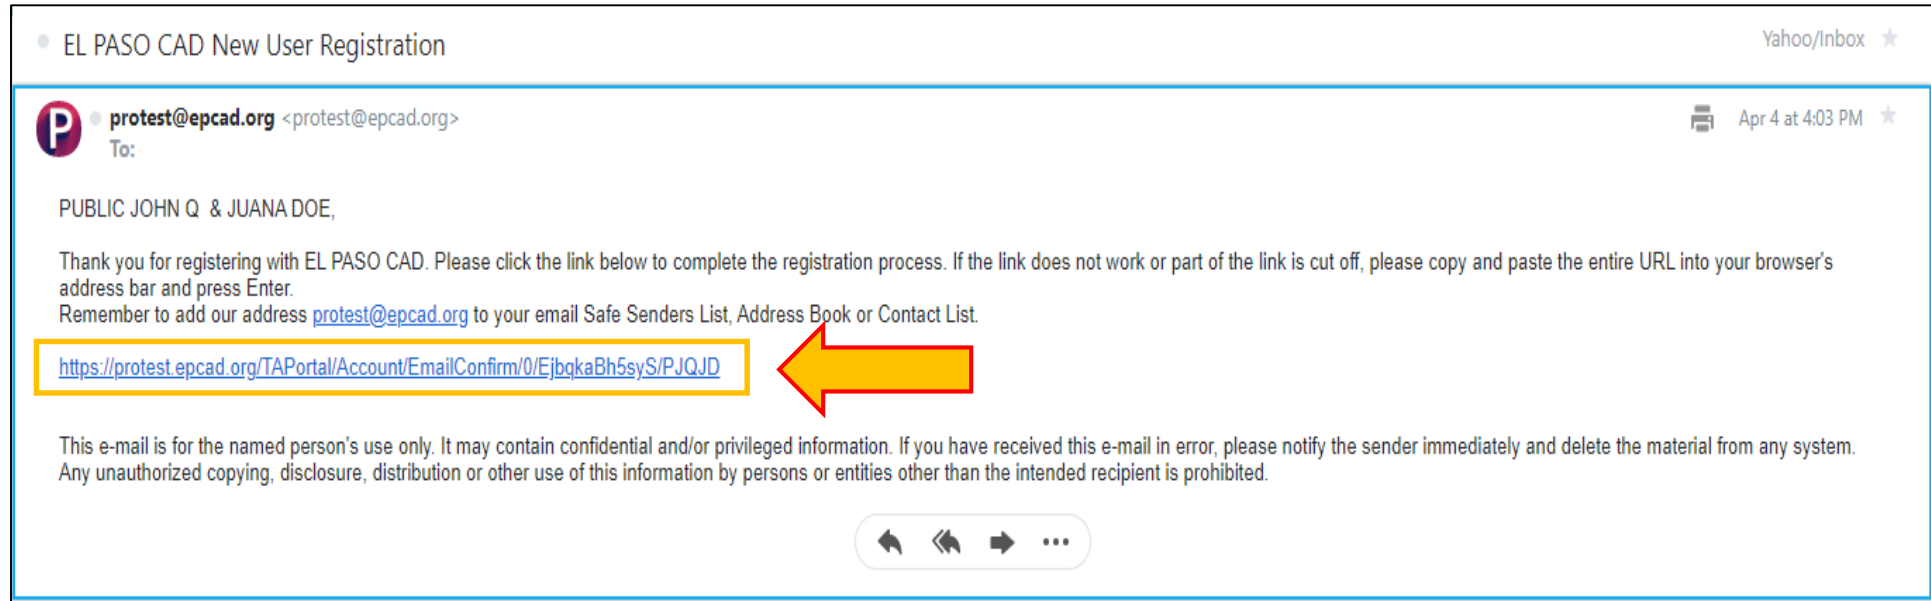 EL PASO CAD New User Registration
Yahoo/Inbox
P
protest@epcad.org <protest@epcad.org>
Apr 4 at 4:03 PM
To:
PUBLIC JOHN Q & JUANA DOE,
Thank you for registering with EL PASO CAD. Please click the link below to complete the registration process. If the link does not work or part of the link is cut off, please copy and paste the entire URL into your browser's
address bar and press Enter.
Remember to add our address protest@epcad.org to your email Safe Senders List, Address Book or Contact List.
https://protest.epcad.org/TAPortal/Account/EmailConfirm/0/EjbqkaBh5syS/PJQJD
This e-mail is for the named person's use only. It may contain confidential and/or privileged information. If you have received this e-mail in error, please notify the sender immediately and delete the material from any system.
Any unauthorized copying, disclosure, distribution or other use of this information by persons or entities other than the intended recipient is prohibited.